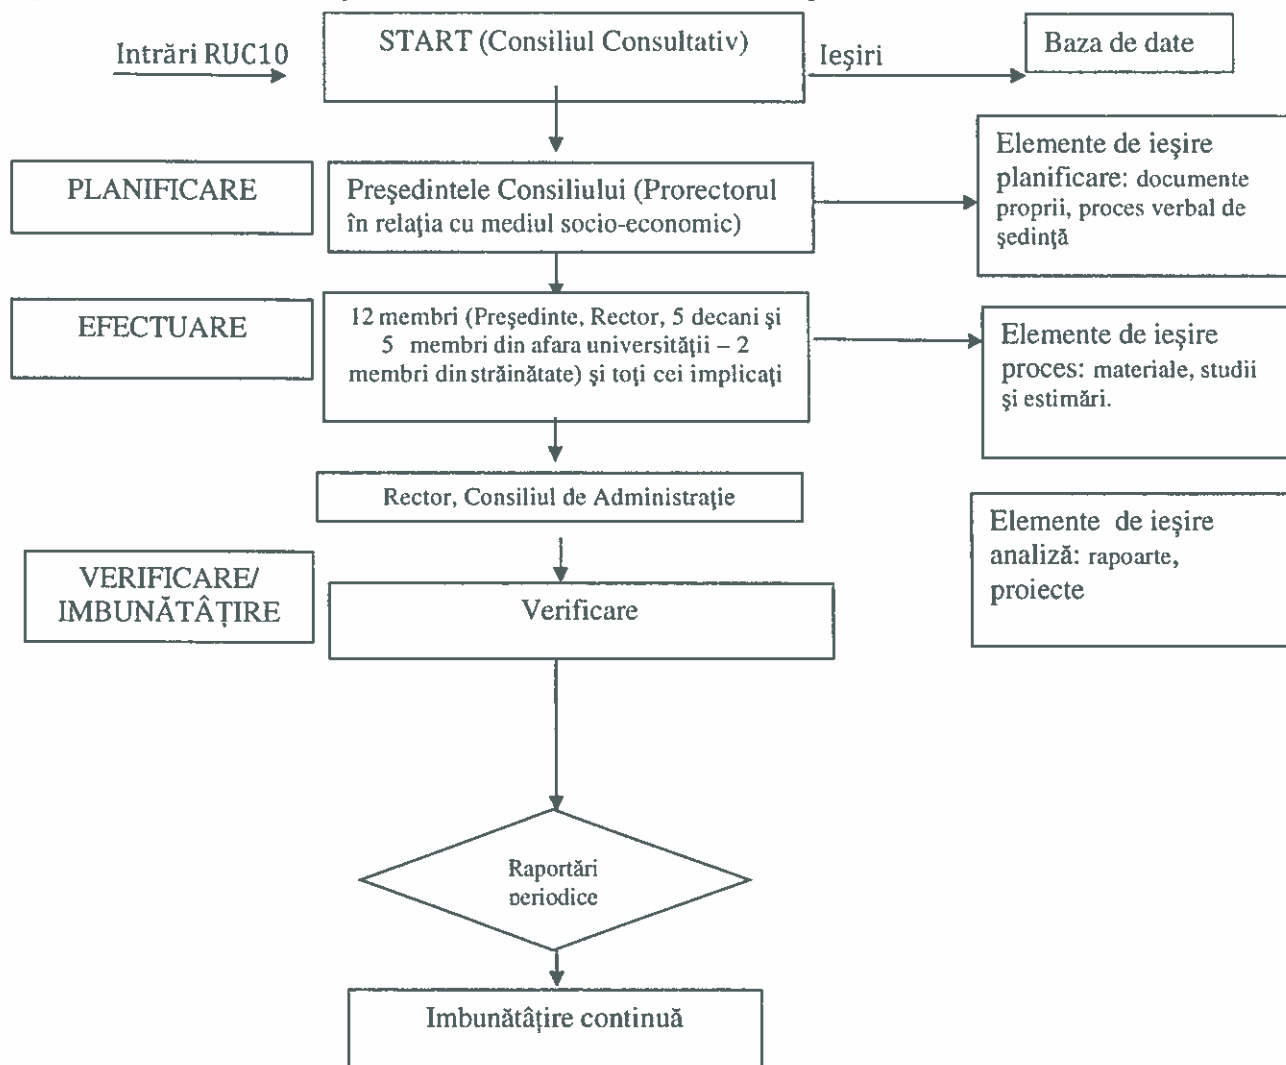 Intrări RUC10
START (Consiliul Consultativ)
Ieşiri
Baza de date
PLANIFICARE
Preşedintele Consiliului (Prorectorul
în relaţia cu mediul socio-economic)
Elemente de ieşire
planificare: documente
proprii, proces verbal de
şedinţă
EFECTUARE
12 membri (Preşedinte, Rector, 5 decani şi
5 membri din afara universităţii – 2
membri din străinătate) şi toţi cei implicaţi
Elemente de ieşire
proces: materiale, studii
şi estimări.
Rector, Consiliul de Administraţie
Elemente de ieşire
analiză: rapoarte,
proiecte
VERIFICARE/
IMBUNĂTÂŢIRE
Verificare
Raportări
periodice
Imbunătâţire continuă